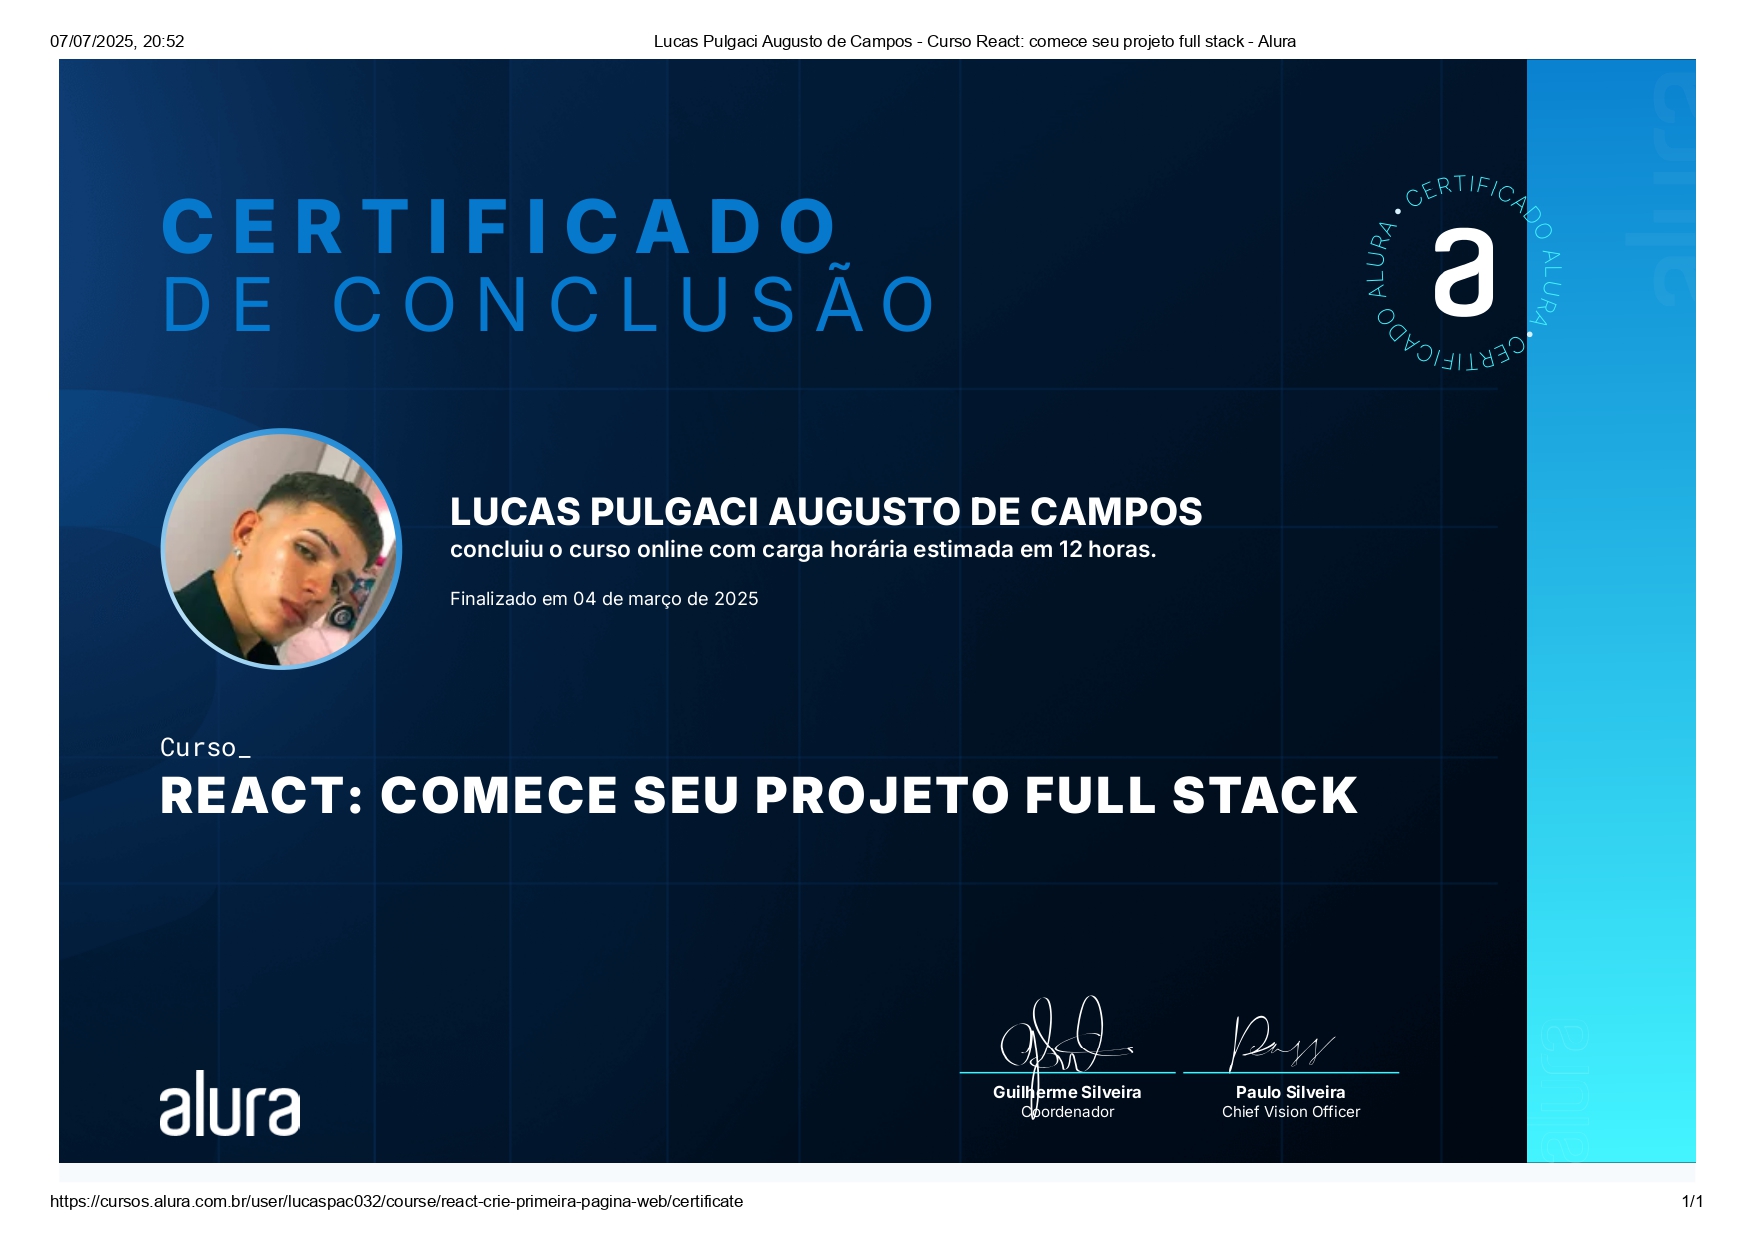 07/07/2025, 20:52
Lucas Pulgaci Augusto de Campos - Curso React: comece seu projeto full stack - Alura
alura
CERTIFICADO
DE CONCLUSÃO
CERTIFICADO ALURA • CERTIFICADO ALURA •
a
LUCAS PULGACI AUGUSTO DE CAMPOS
concluiu o curso online com carga horária estimada em 12 horas.
Finalizado em 04 de março de 2025
Curso_
REACT: COMECE SEU PROJETO FULL STACK
Guilherme Silveira
Coordenador
Paulo Silveira
Chief Vision Officer
alura
alura
https://cursos.alura.com.br/user/lucaspac032/course/react-crie-primeira-pagina-web/certificate
1/1